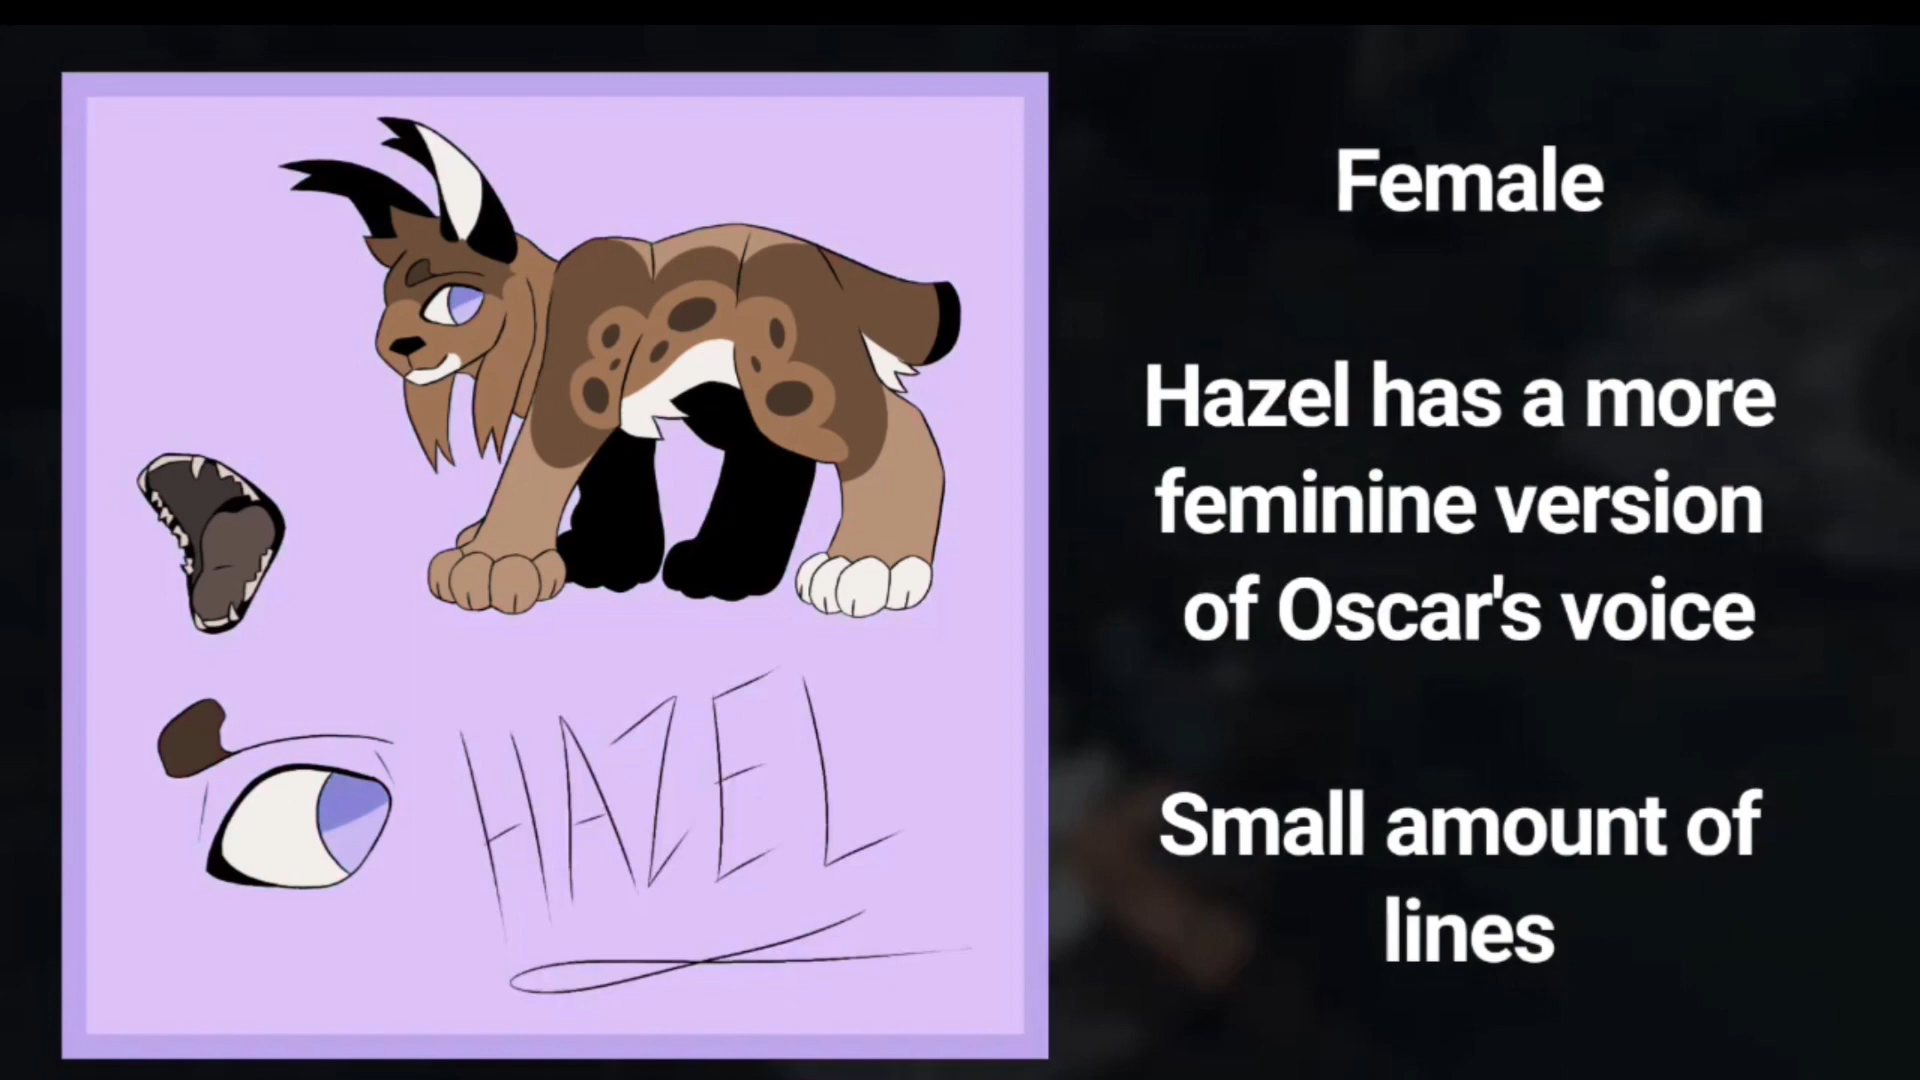 HAZEL
Female
Hazel has a more
feminine version
of Oscar's voice
Small amount of
lines